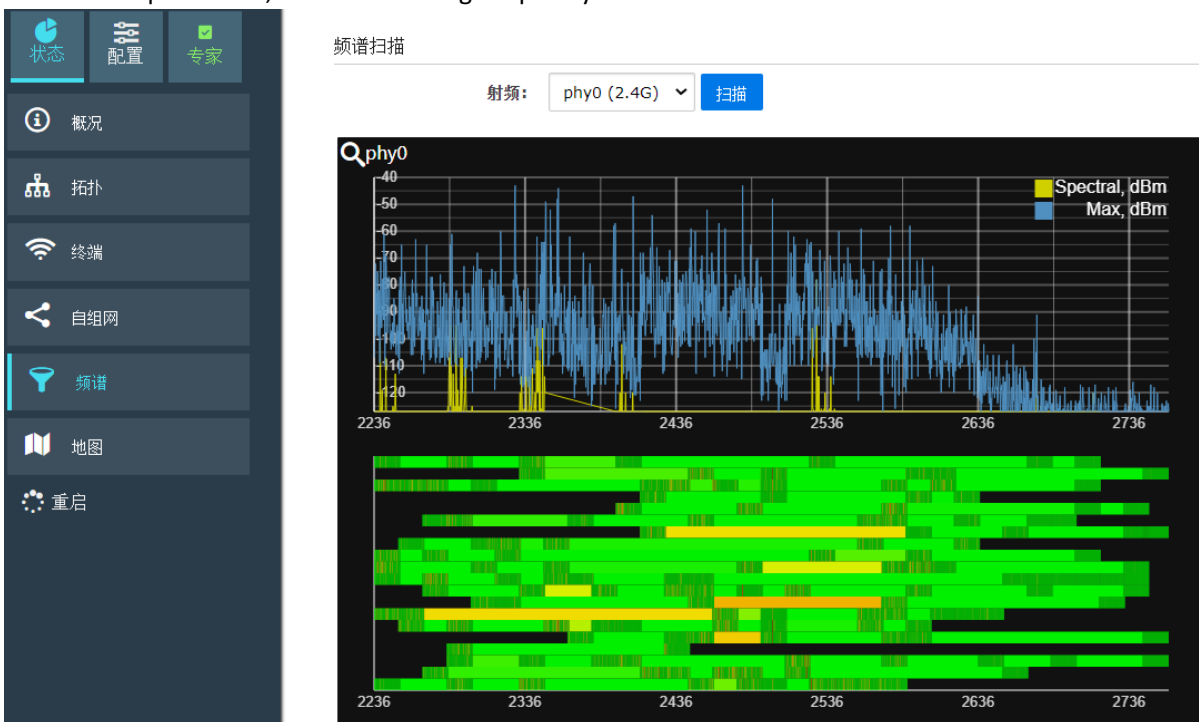 状态 配置 专家
概况
拓扑
终端
自组网
频谱
地图
重启
频谱扫描
射频: phy0 (2.4G) 扫描
phy0
Spectral, dBm
Max, dBm
-40
-50
-60
-70
-80
-90
-100
-110
-120
2236 2336 2436 2536 2636 2736
2236 2336 2436 2536 2636 2736